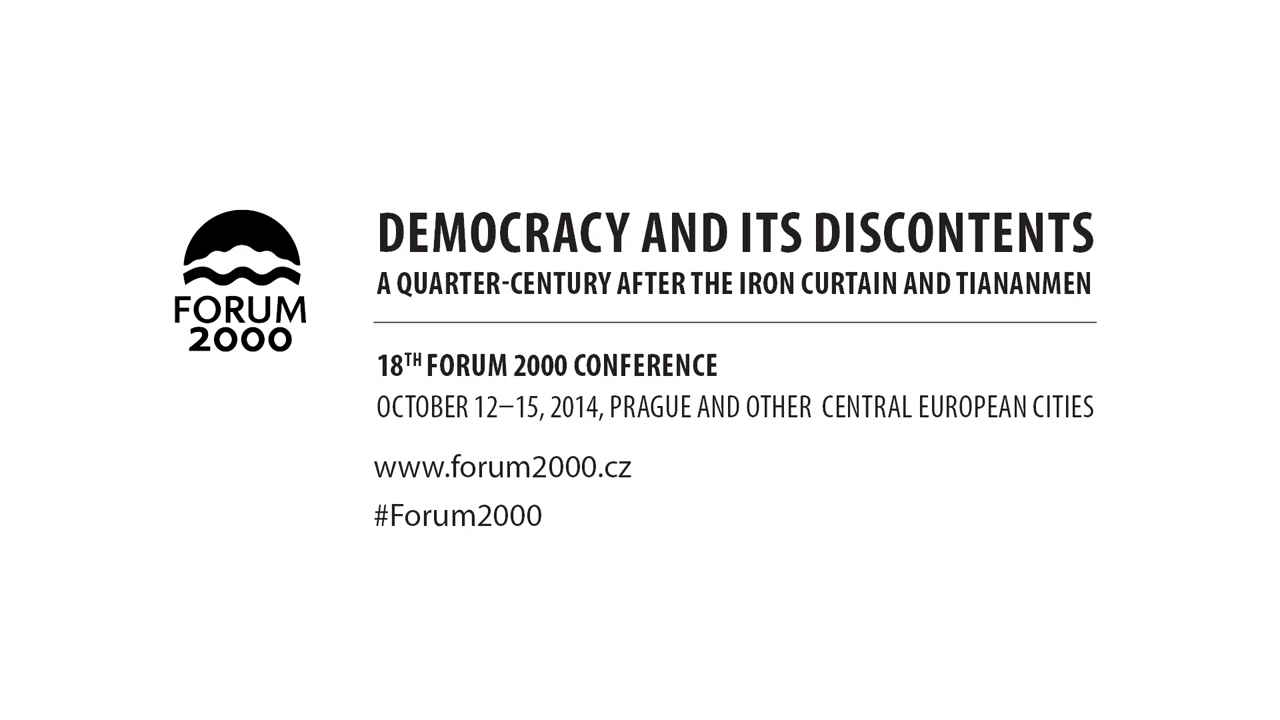 FORUM
2000
DEMOCRACY AND ITS DISCONTENTS
A QUARTER-CENTURY AFTER THE IRON CURTAIN AND TIANANMEN
18TH FORUM 2000 CONFERENCE
OCTOBER 12–15, 2014, PRAGUE AND OTHER CENTRAL EUROPEAN CITIES
www.forum2000.cz
#Forum2000